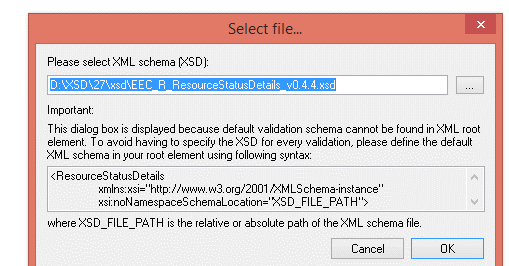 Select file...
Please select XML schema (XSD):
D:\XSD\27\xsd\EEC_R_ResourceStatusDetails_v0.4.4.xsd
...
Important:
This dialog box is displayed because default validation schema cannot be found in XML root
element. To avoid having to specify the XSD for every validation, please define the default
XML schema in your root element using following syntax:
<ResourceStatusDetails
xmlns:xsi="http://www.w3.org/2001/XMLSchema-instance"
xsi:noNamespaceSchemaLocation="XSD_FILE_PATH">
where XSD_FILE_PATH is the relative or absolute path of the XML schema file.
Cancel
OK